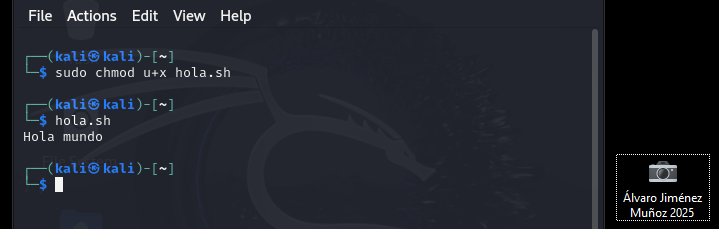 File Actions Edit View Help
┌──(kali㉿kali)-[~]
└─$ sudo chmod u+x hola.sh
┌──(kali㉿kali)-[~]
└─$ hola.sh
Hola mundo
┌──(kali㉿kali)-[~]
└─$
Álvaro Jiménez
Muñoz 2025